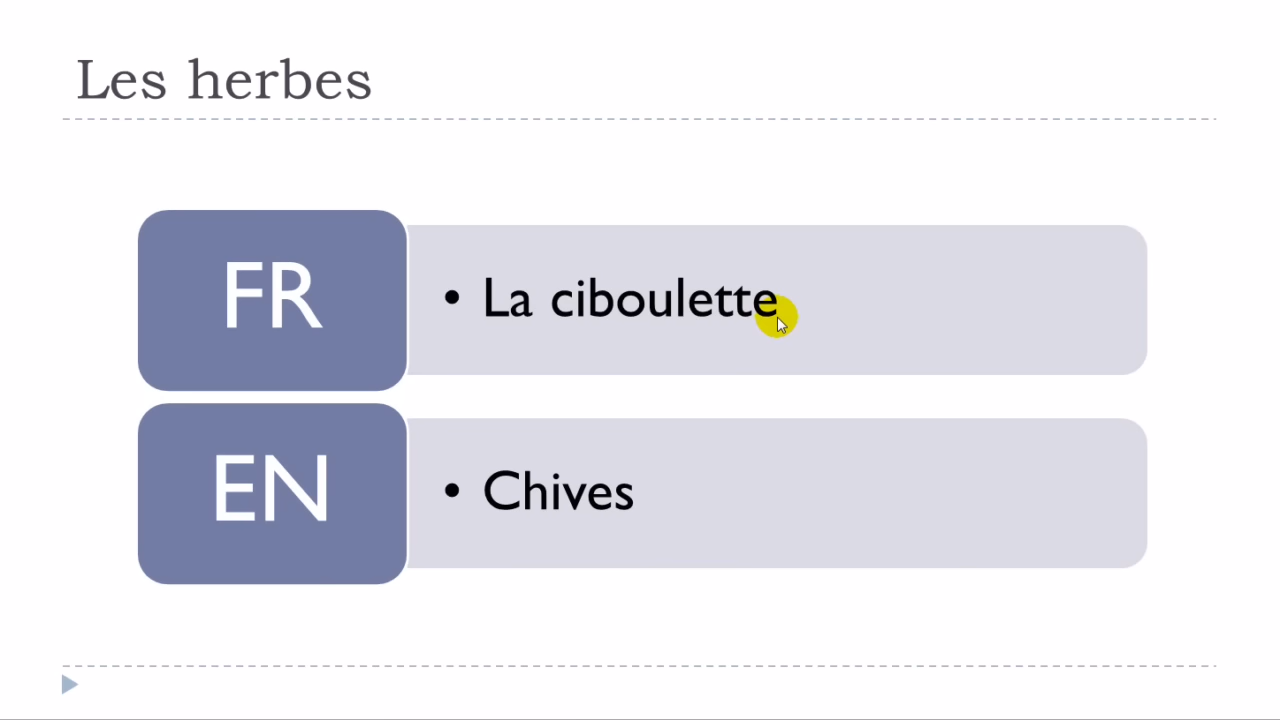 Les herbes
FR
• La ciboulette
EN
• Chives